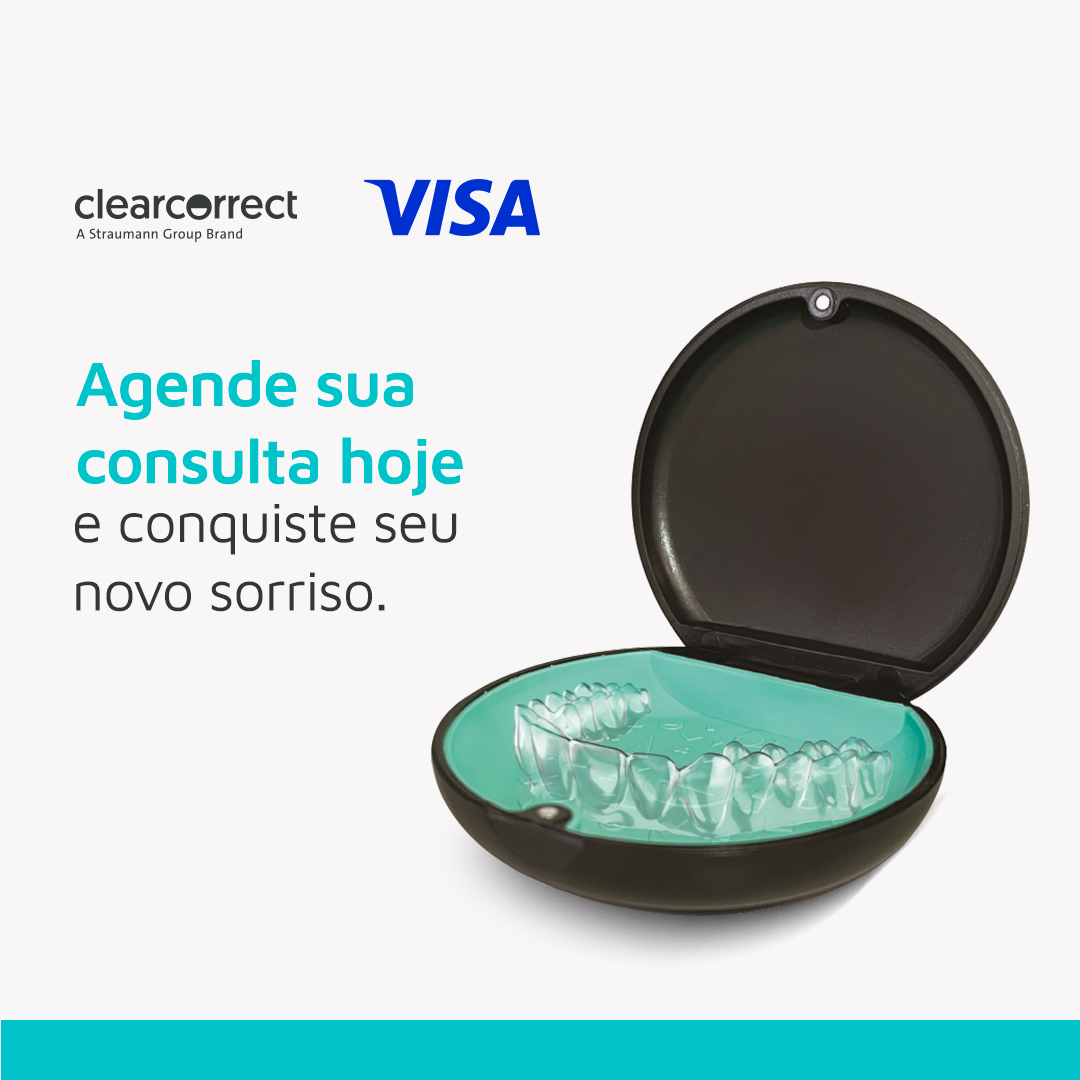 clearcorrect
A Straumann Group Brand
VISA
Agende sua
consulta hoje
e conquiste seu
novo sorriso.